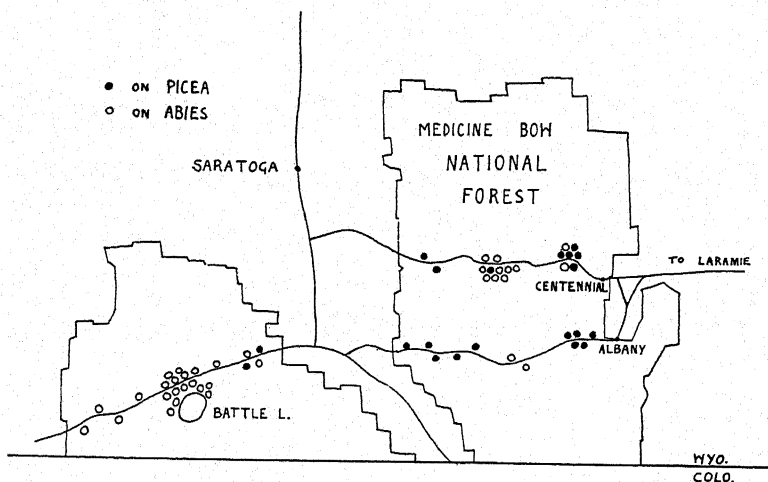 ● ON PICEA
○ ON ABIES
MEDICINE BOW
NATIONAL
FOREST
SARATOGA
TO LARAMIE
CENTENNIAL
ALBANY
BATTLE L.
WYO.
COLO.